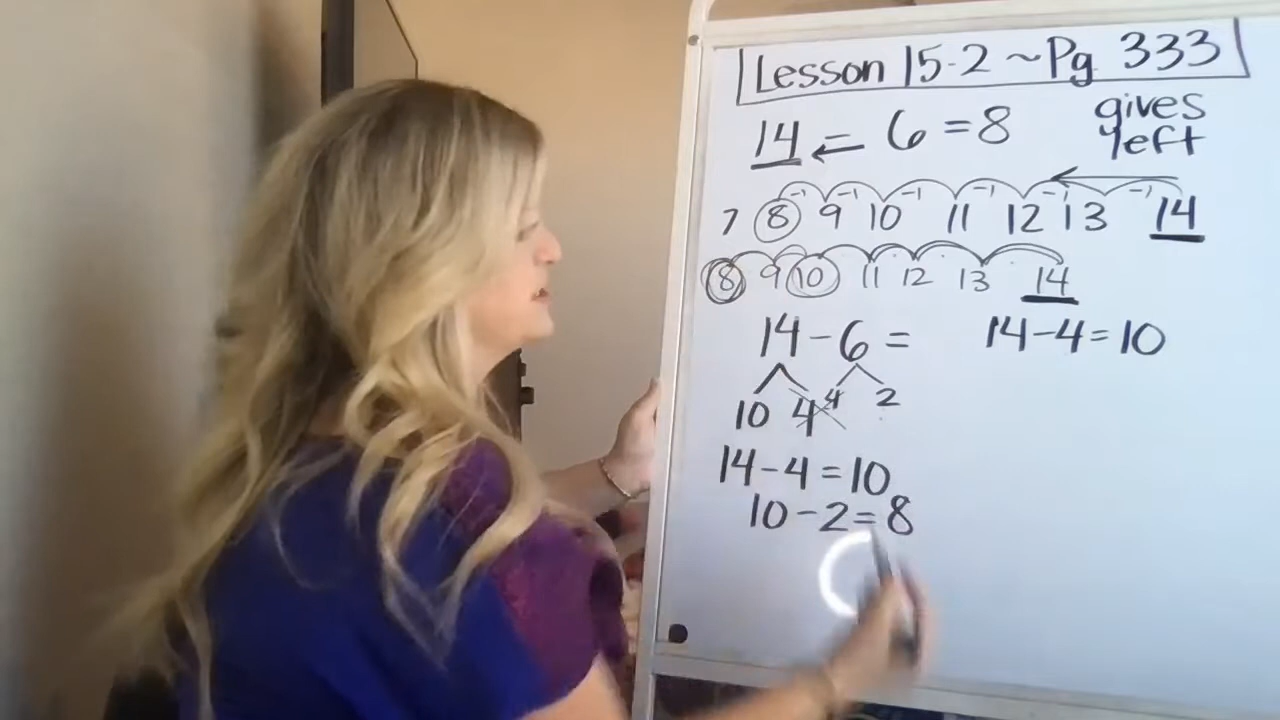 Lesson 15-2 ~ Pg 333
14 - 6 = 8 gives left
-1 -1 -1 -1 -1 -1
7 8 9 10 11 12 13 14
8 9 10 11 12 13 14
14 - 6 = 14 - 4 = 10
10 4 4 2
14 - 4 = 10
10 - 2 = 8